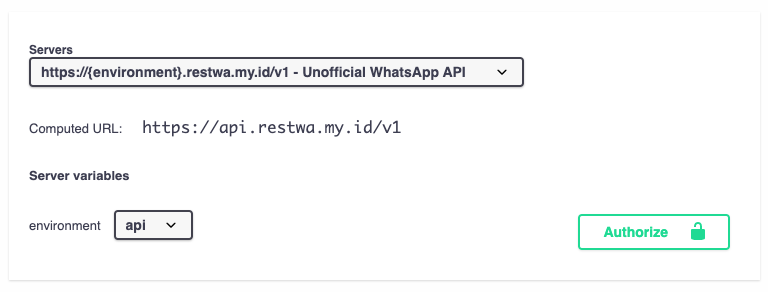 Servers
https://{environment}.restwa.my.id/v1 - Unofficial WhatsApp API
Computed URL: https://api.restwa.my.id/v1
Server variables
environment api
Authorize